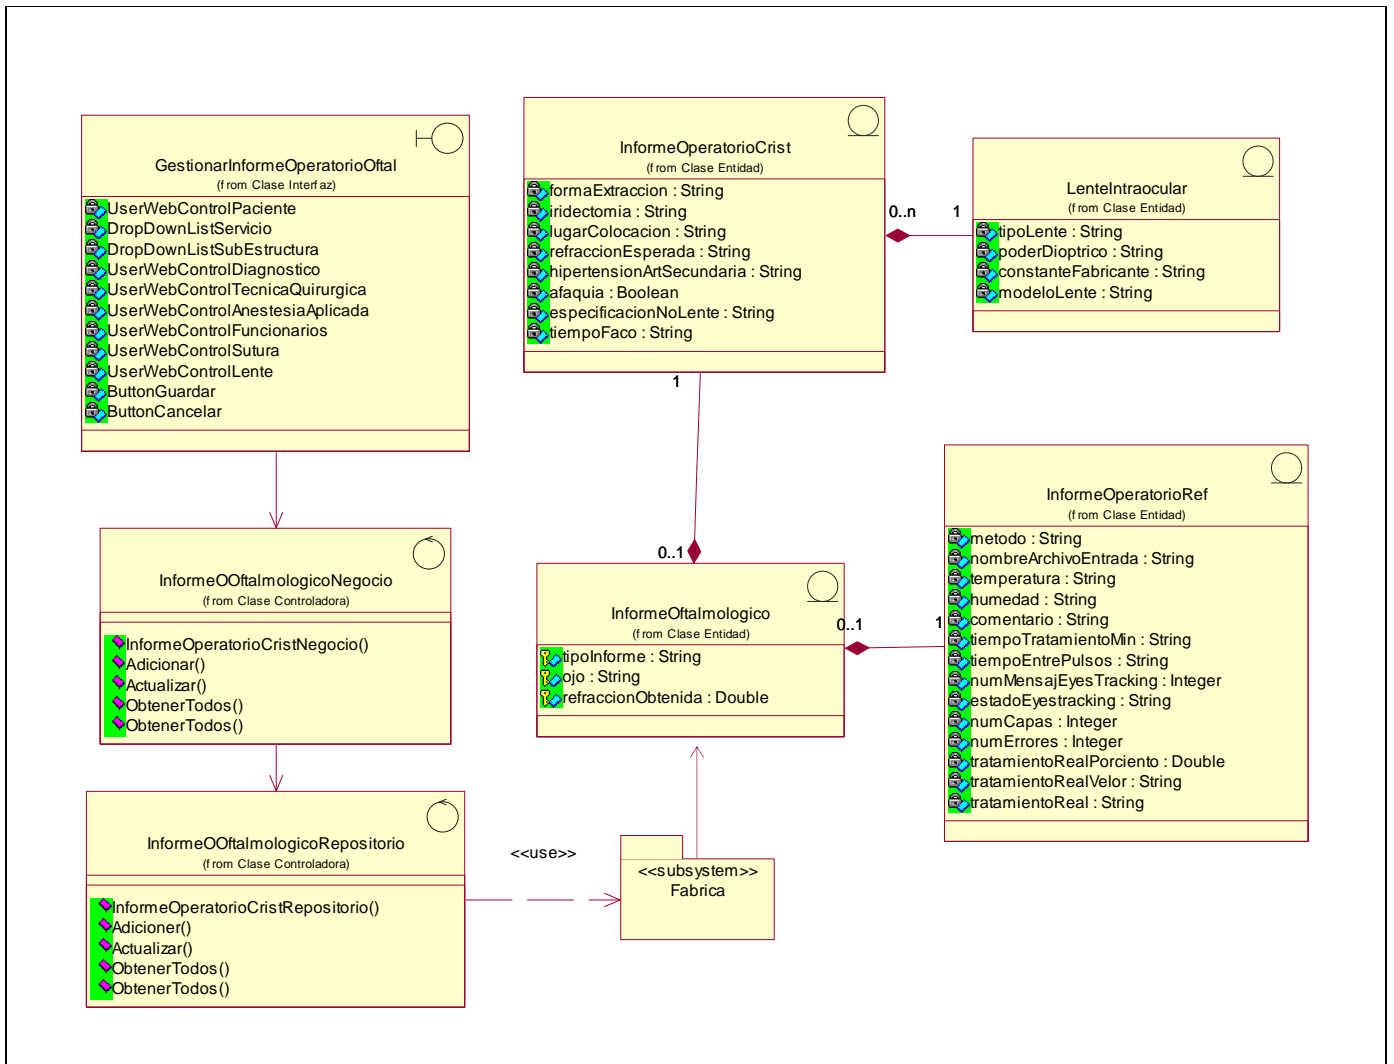 GestionarInformeOperatorioOftal
(from Clase Interfaz)
UserWebControlPaciente
DropDownListServicio
DropDownListSubEstructura
UserWebControlDiagnostico
UserWebControlTecnicaQuirurgica
UserWebControlAnestesiaAplicada
UserWebControlFuncionarios
UserWebControlSutura
UserWebControlLente
ButtonGuardar
ButtonCancelar
InformeOperatorioCrist
(from Clase Entidad)
formaExtraccion : String
iridectomia : String
lugarColocacion : String
refraccionEsperada : String
hipertensionArtSecundaria : String
afaquia : Boolean
especificacionNoLente : String
tiempoFaco : String
0..n
1
LenteIntraocular
(from Clase Entidad)
tipoLente : String
poderDioptrico : String
constanteFabricante : String
modeloLente : String
1
0..1
InformeOOftalmologicoNegocio
(from Clase Controladora)
InformeOperatorioCristNegocio()
Adicionar()
Actualizar()
ObtenerTodos()
ObtenerTodos()
InformeOftalmologico
(from Clase Entidad)
tipoInforme : String
ojo : String
refraccionObtenida : Double
0..1
1
InformeOperatorioRef
(from Clase Entidad)
metodo : String
nombreArchivoEntrada : String
temperatura : String
humedad : String
comentario : String
tiempoTratamientoMin : String
tiempoEntrePulsos : String
numMensajEyesTracking : Integer
estadoEyestracking : String
numCapas : Integer
numErrores : Integer
tratamientoRealPorciento : Double
tratamientoRealVelor : String
tratamientoReal : String
InformeOOftalmologicoRepositorio
(from Clase Controladora)
InformeOperatorioCristRepositorio()
Adicioner()
Actualizar()
ObtenerTodos()
ObtenerTodos()
<<use>>
<<subsystem>>
Fabrica